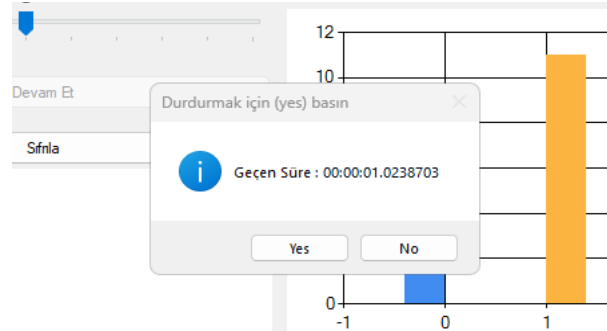 Devam Et
Sıfırla
Durdurmak için (yes) basın
Geçen Süre : 00:00:01.0238703
Yes
No
12
10
0
-1
0
1